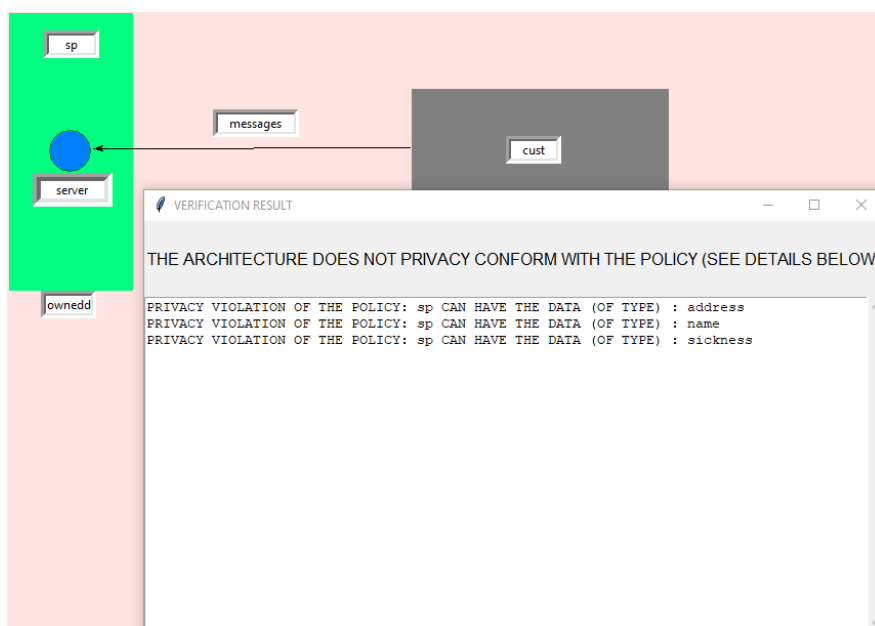 sp
messages
cust
server
VERIFICATION RESULT
THE ARCHITECTURE DOES NOT PRIVACY CONFORM WITH THE POLICY (SEE DETAILS BELOW
ownedd
PRIVACY VIOLATION OF THE POLICY: sp CAN HAVE THE DATA (OF TYPE) : address
PRIVACY VIOLATION OF THE POLICY: sp CAN HAVE THE DATA (OF TYPE) : name
PRIVACY VIOLATION OF THE POLICY: sp CAN HAVE THE DATA (OF TYPE) : sickness